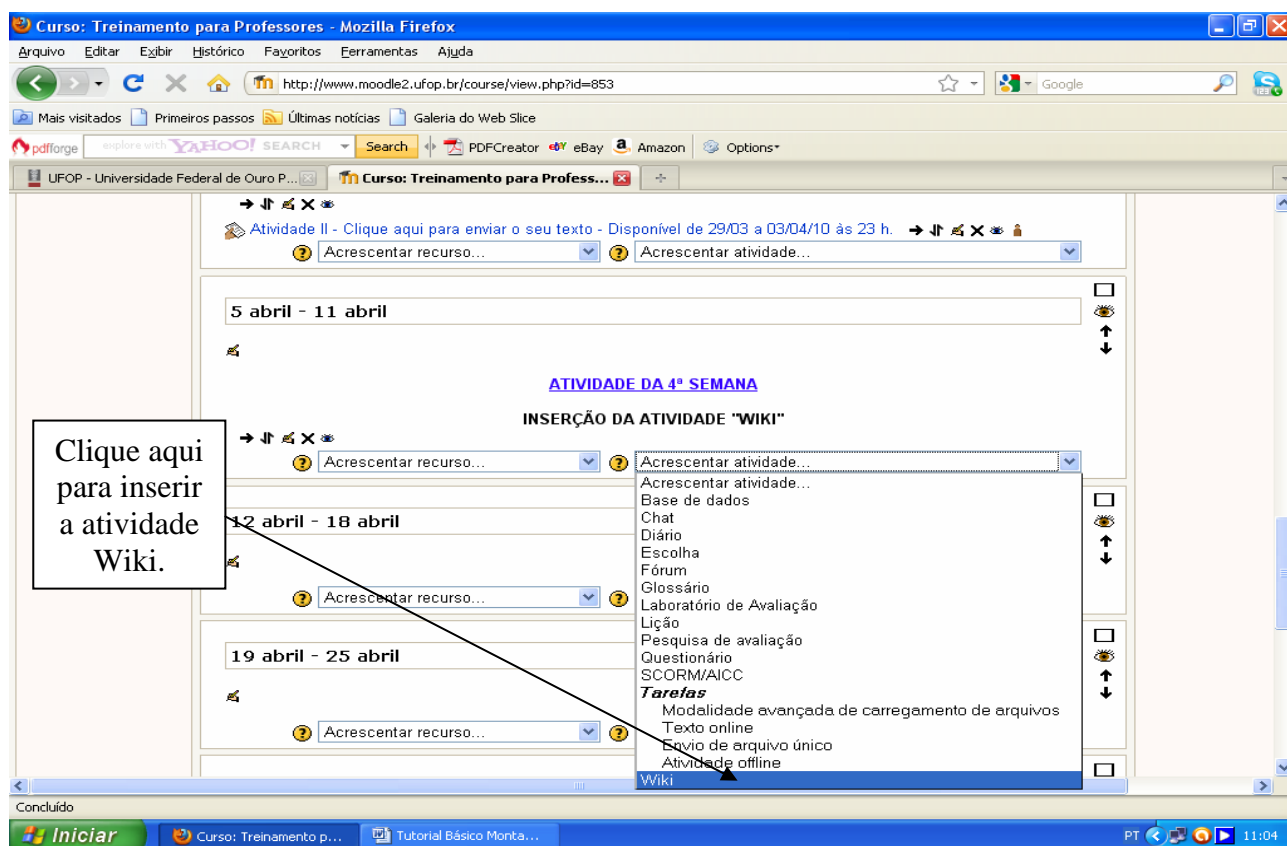 Curso: Treinamento para Professores - Mozilla Firefox
Arquivo Editar Exibir Histórico Favoritos Ferramentas Ajuda
http://www.moodle2.ufop.br/course/view.php?id=853 Google
Mais visitados Primeiros passos Últimas notícias Galeria do Web Slice
pdfforge explore with YAHOO! SEARCH Search PDFCreator eBay Amazon Options
UFOP - Universidade Federal de Ouro P... Curso: Treinamento para Profess...
Atividade II - Clique aqui para enviar o seu texto - Disponível de 29/03 a 03/04/10 às 23 h.
Acrescentar recurso... Acrescentar atividade...
5 abril - 11 abril
ATIVIDADE DA 4ª SEMANA
INSERÇÃO DA ATIVIDADE "WIKI"
Acrescentar recurso... Acrescentar atividade...
Clique aqui
para inserir
a atividade
Wiki.
Acrescentar atividade...
Base de dados
Chat
Diário
Escolha
Fórum
Glossário
Laboratório de Avaliação
Lição
Pesquisa de avaliação
Questionário
SCORM/AICC
Tarefas
Modalidade avançada de carregamento de arquivos
Texto online
Envio de arquivo único
Atividade offline
Wiki
12 abril - 18 abril
Acrescentar recurso...
19 abril - 25 abril
Acrescentar recurso...
Concluído
Iniciar Curso: Treinamento p... Tutorial Básico Monta... PT 11:04